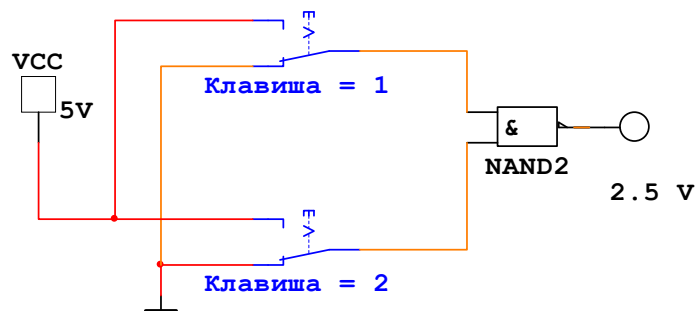 VCC
5V
Клавиша = 1
&
NAND2
2.5 V
Клавиша = 2